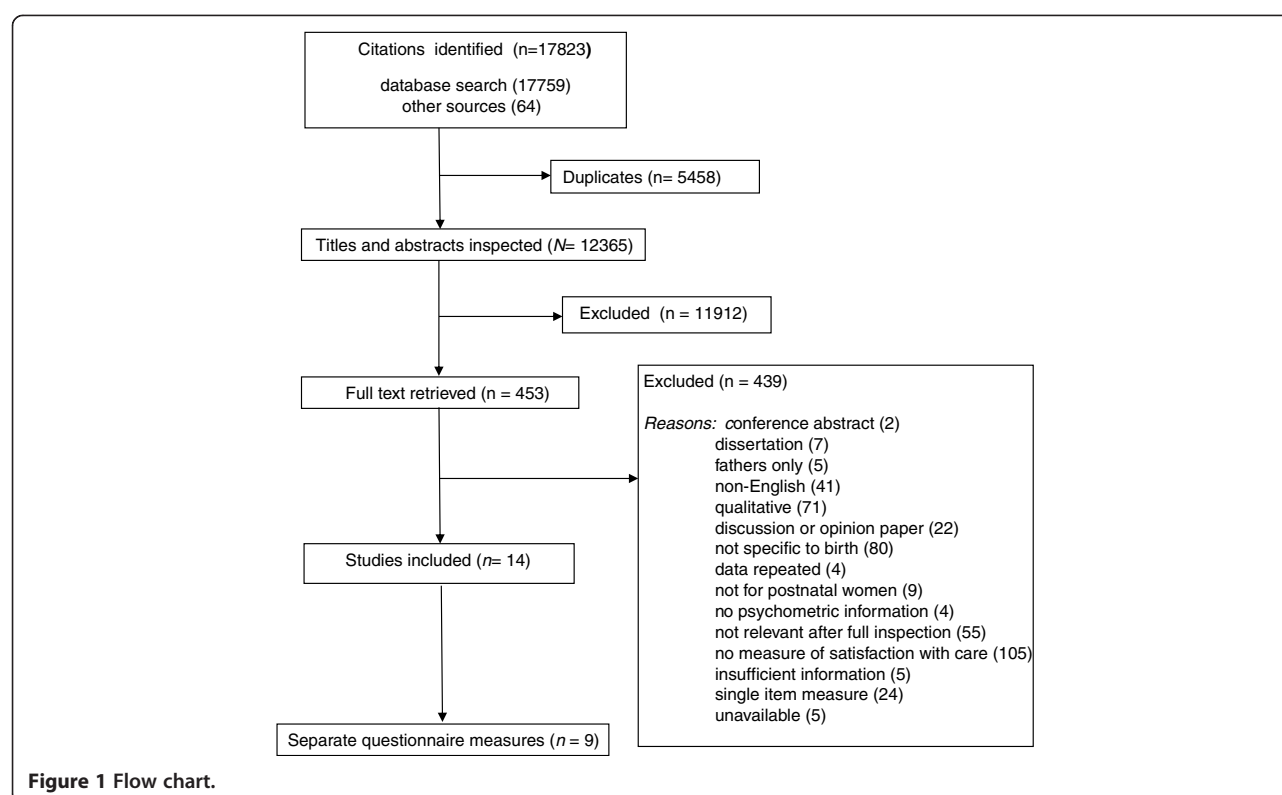 Citations identified (n=17823)
database search (17759)
other sources (64)
Duplicates (n= 5458)
Titles and abstracts inspected (N= 12365)
Excluded (n = 11912)
Full text retrieved (n = 453)
Excluded (n = 439)
Reasons: conference abstract (2)
dissertation (7)
fathers only (5)
non-English (41)
qualitative (71)
discussion or opinion paper (22)
not specific to birth (80)
data repeated (4)
not for postnatal women (9)
no psychometric information (4)
not relevant after full inspection (55)
no measure of satisfaction with care (105)
insufficient information (5)
single item measure (24)
unavailable (5)
Studies included (n= 14)
Separate questionnaire measures (n = 9)
Figure 1 Flow chart.